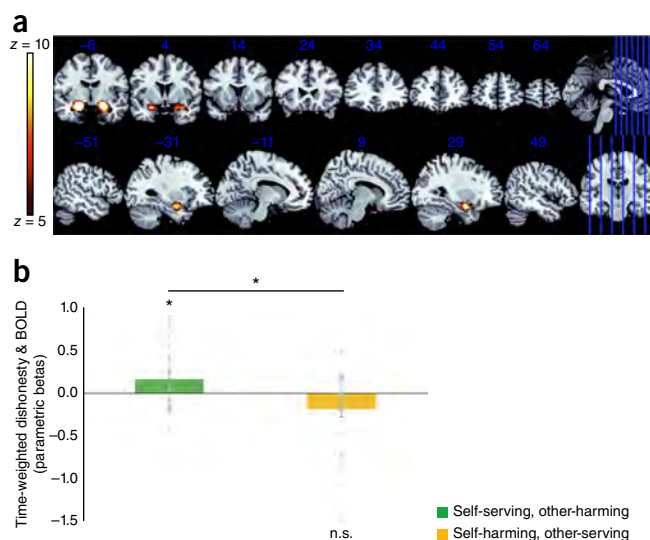 a
z = 10
z = 5
–6 4 14 24 34 44 54 64
–51 –31 –11 9 29 49
b
Time-weighted dishonesty & BOLD
(parametric betas)
1.0
0.5
0.0
–0.5
–1.0
–1.5
*
*
n.s.
Self-serving, other-harming
Self-harming, other-serving